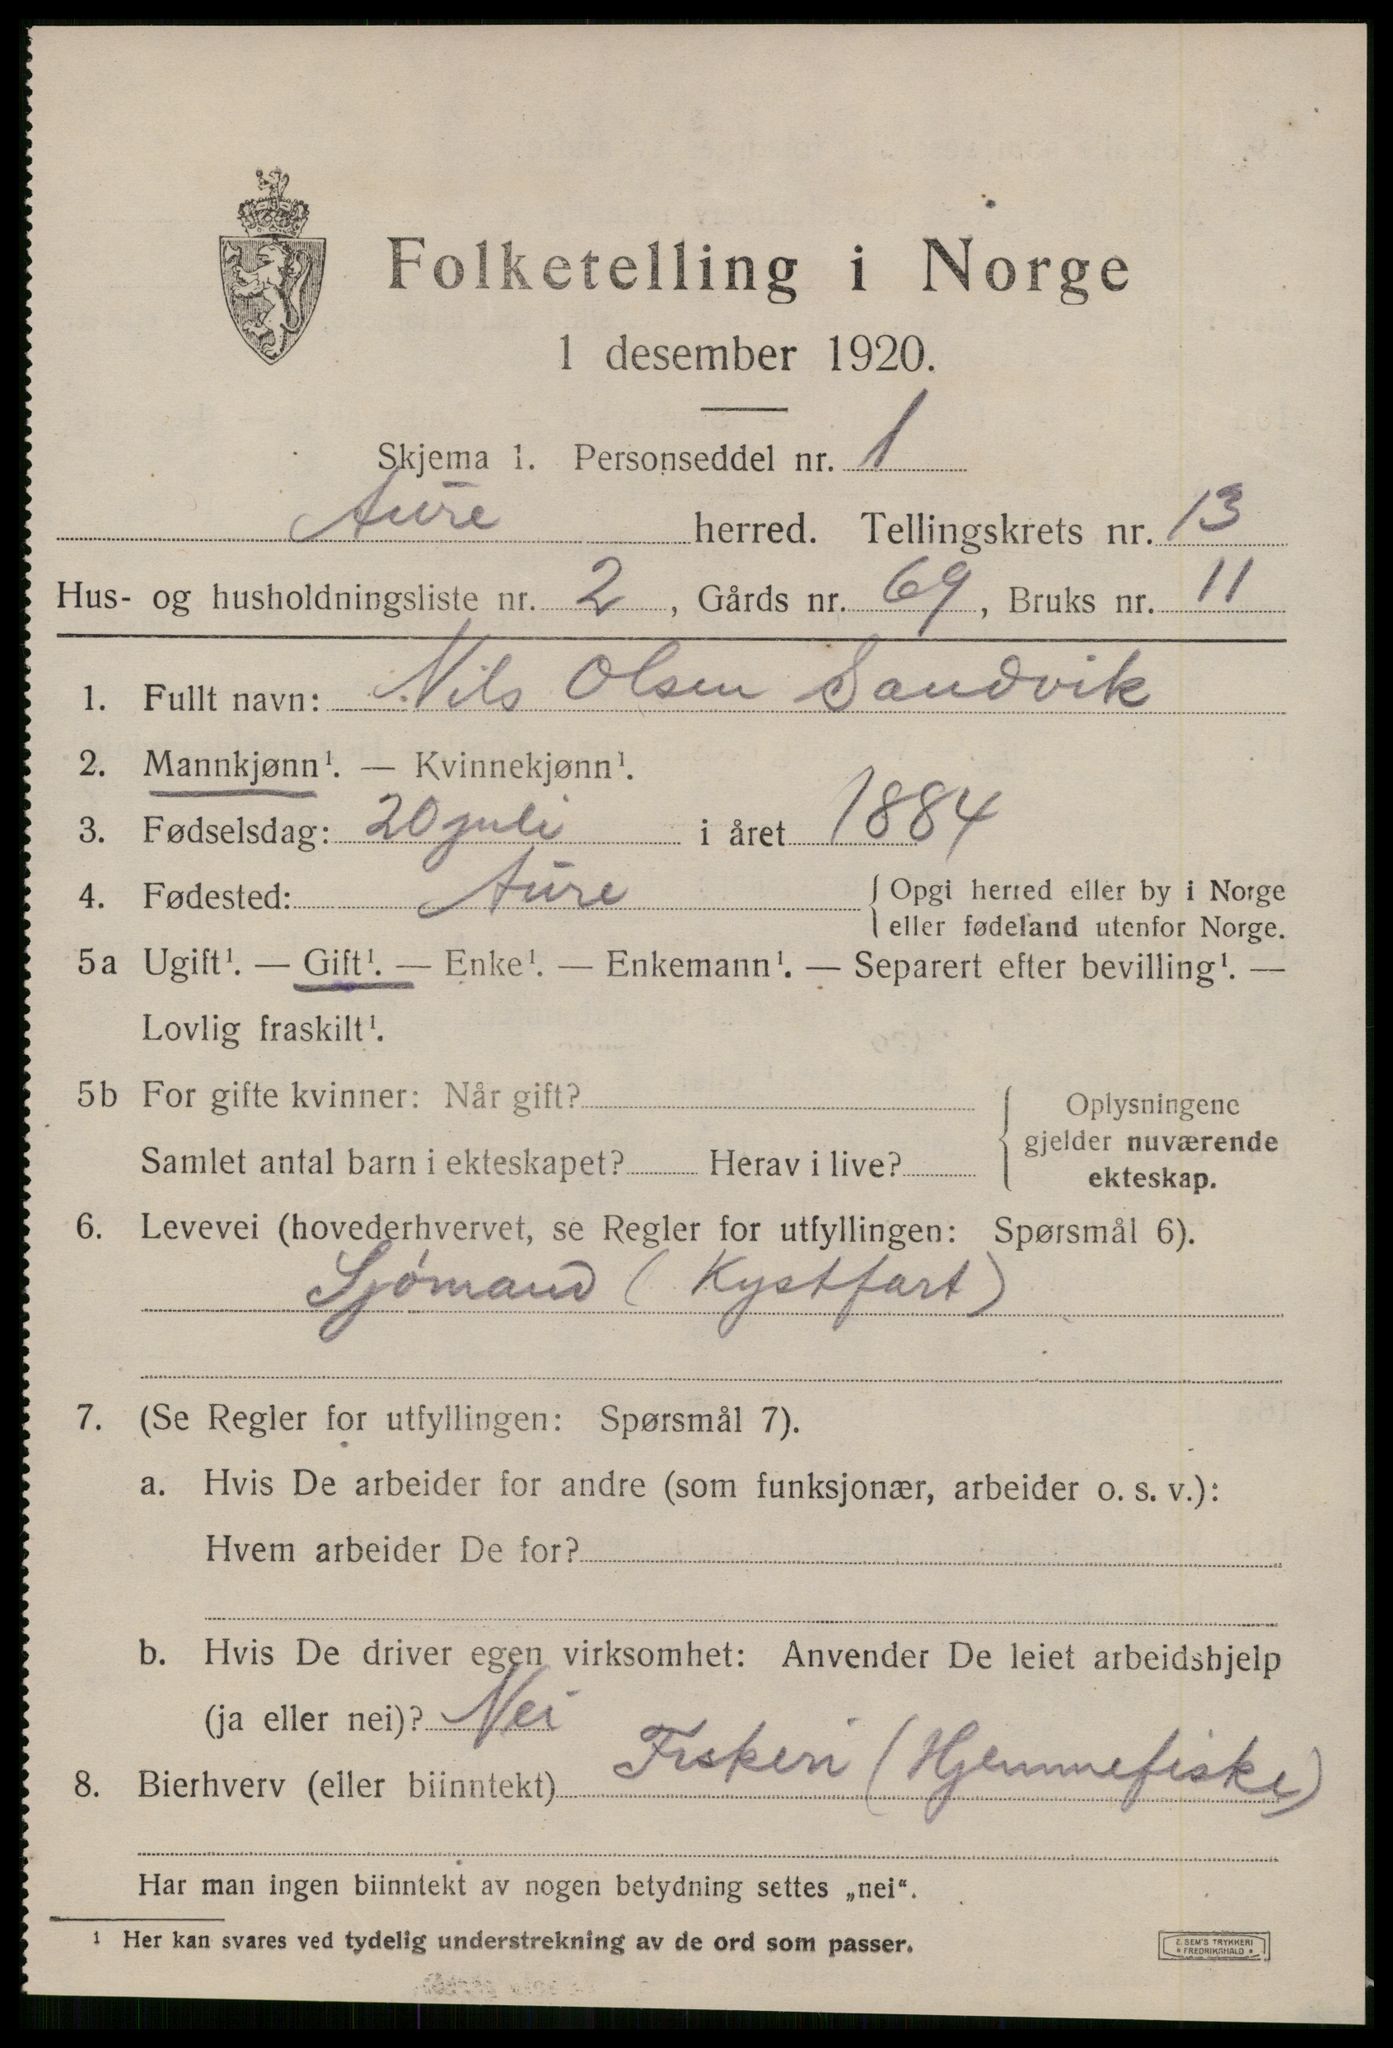 Folketelling i Norge
1 desember 1920.
Skjema 1. Personseddel nr. 1
Aure herred. Tellingskrets nr. 13
Hus- og husholdningsliste nr. 2, Gårds nr. 69, Bruks nr. 11
1. Fullt navn: Nils Olsen Sandvik
2. Mannkjønn¹. — Kvinnekjønn¹.
3. Fødselsdag: 20 juli i året 1884
4. Fødested: Aure { Opgi herred eller by i Norge
eller fødeland utenfor Norge.
5a Ugift¹. — Gift¹. — Enke¹. — Enkemann¹. — Separert efter bevilling¹. —
Lovlig fraskilt¹.
5b For gifte kvinner: Når gift?
Samlet antal barn i ekteskapet? Herav i live?
Oplysningene
gjelder nuværende
ekteskap.
6. Levevei (hovederhvervet, se Regler for utfyllingen: Spørsmål 6).
Sjømand (Kystfart)
7. (Se Regler for utfyllingen: Spørsmål 7).
a. Hvis De arbeider for andre (som funksjonær, arbeider o. s. v.):
Hvem arbeider De for?
b. Hvis De driver egen virksomhet: Anvender De leiet arbeidshjelp
(ja eller nei)? Nei
8. Bierhverv (eller biinntekt) Fiskeri (Hjemmefiske)
Har man ingen biinntekt av nogen betydning settes „nei“.
¹ Her kan svares ved tydelig understrekning av de ord som passer.
E. SEM'S TRYKKERI
* FREDRIKSHALD *